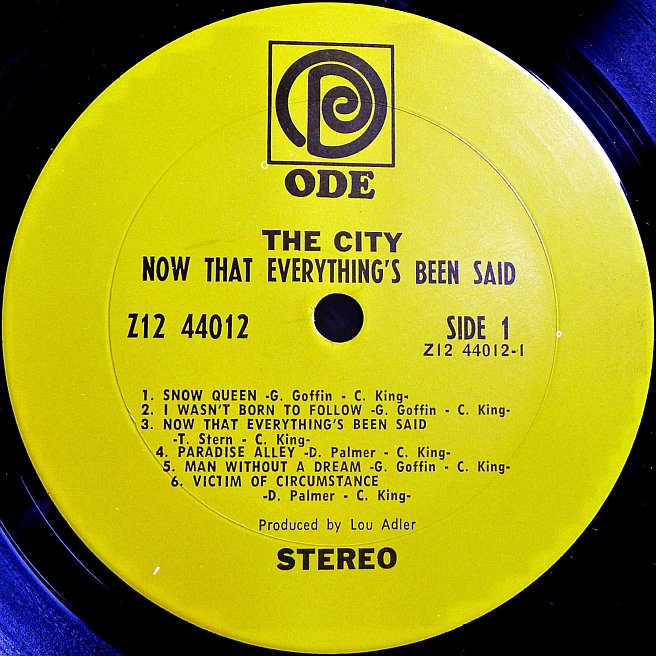 ODE
THE CITY
NOW THAT EVERYTHING'S BEEN SAID
Z12 44012
SIDE 1
Z12 44012-1
1. SNOW QUEEN -G. Goffin - C. King-
2. I WASN'T BORN TO FOLLOW -G. Goffin - C. King-
3. NOW THAT EVERYTHING'S BEEN SAID
-T. Stern - C. King-
4. PARADISE ALLEY -D. Palmer - C. King-
5. MAN WITHOUT A DREAM -G. Goffin - C. King-
6. VICTIM OF CIRCUMSTANCE
-D. Palmer - C. King-
Produced by Lou Adler
STEREO